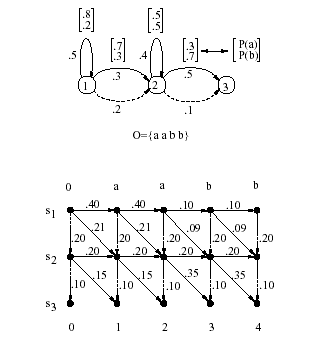 [.8 .2] [.5 .5]
.5 [.7 .3] .4 [.3 .7] [P(a) P(b)]
1 .3 2 .5 3
.2 .1
O={a a b b}
0 a a b b
s1 .40 .40 .10 .10
.21 .21 .09 .09
.20 .20 .20 .20 .20
s2 .20 .20 .20 .20
.15 .15 .35 .35
.10 .10 .10 .10 .10
s3
0 1 2 3 4